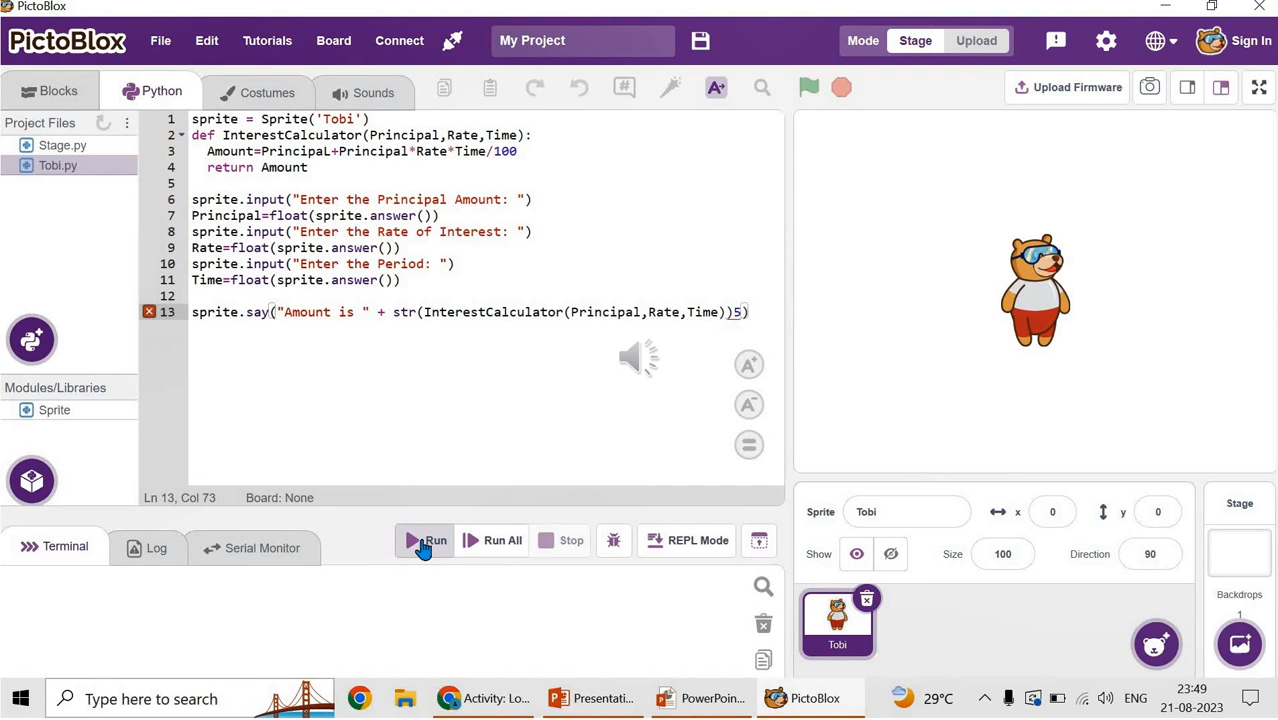 PictoBlox
PictoBlox File Edit Tutorials Board Connect My Project Mode Stage Upload Sign In
Blocks Python Costumes Sounds Upload Firmware
Project Files
Stage.py
Tobi.py
1 sprite = Sprite('Tobi')
2 def InterestCalculator(Principal,Rate,Time):
3 Amount=PrincipaL+Principal*Rate*Time/100
4 return Amount
5
6 sprite.input("Enter the Principal Amount: ")
7 Principal=float(sprite.answer())
8 sprite.input("Enter the Rate of Interest: ")
9 Rate=float(sprite.answer())
10 sprite.input("Enter the Period: ")
11 Time=float(sprite.answer())
12
13 sprite.say("Amount is " + str(InterestCalculator(Principal,Rate,Time))5)
Modules/Libraries
Sprite
Ln 13, Col 73 Board: None
Terminal Log Serial Monitor Run Run All Stop REPL Mode
Sprite Tobi x 0 y 0
Show Size 100 Direction 90
Tobi
Stage
Backdrops
1
Type here to search Activity: Lo... Presentati... PowerPoin... PictoBlox 29°C ENG 23:49
21-08-2023